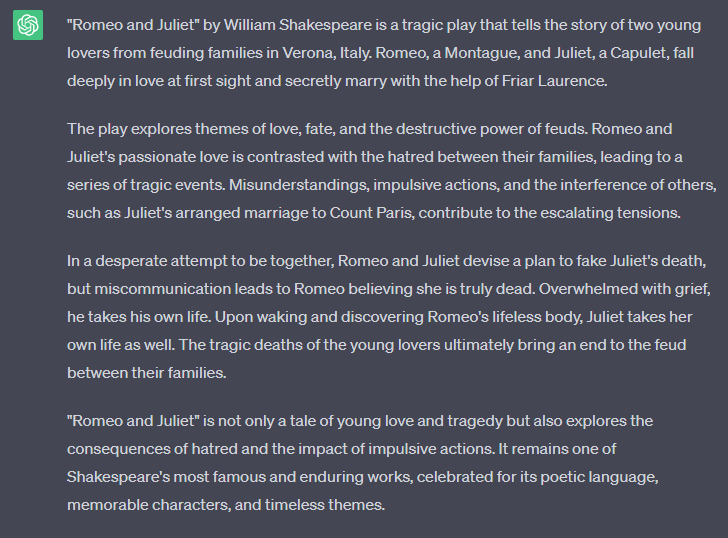 "Romeo and Juliet" by William Shakespeare is a tragic play that tells the story of two young
lovers from feuding families in Verona, Italy. Romeo, a Montague, and Juliet, a Capulet, fall
deeply in love at first sight and secretly marry with the help of Friar Laurence.
The play explores themes of love, fate, and the destructive power of feuds. Romeo and
Juliet's passionate love is contrasted with the hatred between their families, leading to a
series of tragic events. Misunderstandings, impulsive actions, and the interference of others,
such as Juliet's arranged marriage to Count Paris, contribute to the escalating tensions.
In a desperate attempt to be together, Romeo and Juliet devise a plan to fake Juliet's death,
but miscommunication leads to Romeo believing she is truly dead. Overwhelmed with grief,
he takes his own life. Upon waking and discovering Romeo's lifeless body, Juliet takes her
own life as well. The tragic deaths of the young lovers ultimately bring an end to the feud
between their families.
"Romeo and Juliet" is not only a tale of young love and tragedy but also explores the
consequences of hatred and the impact of impulsive actions. It remains one of
Shakespeare's most famous and enduring works, celebrated for its poetic language,
memorable characters, and timeless themes.